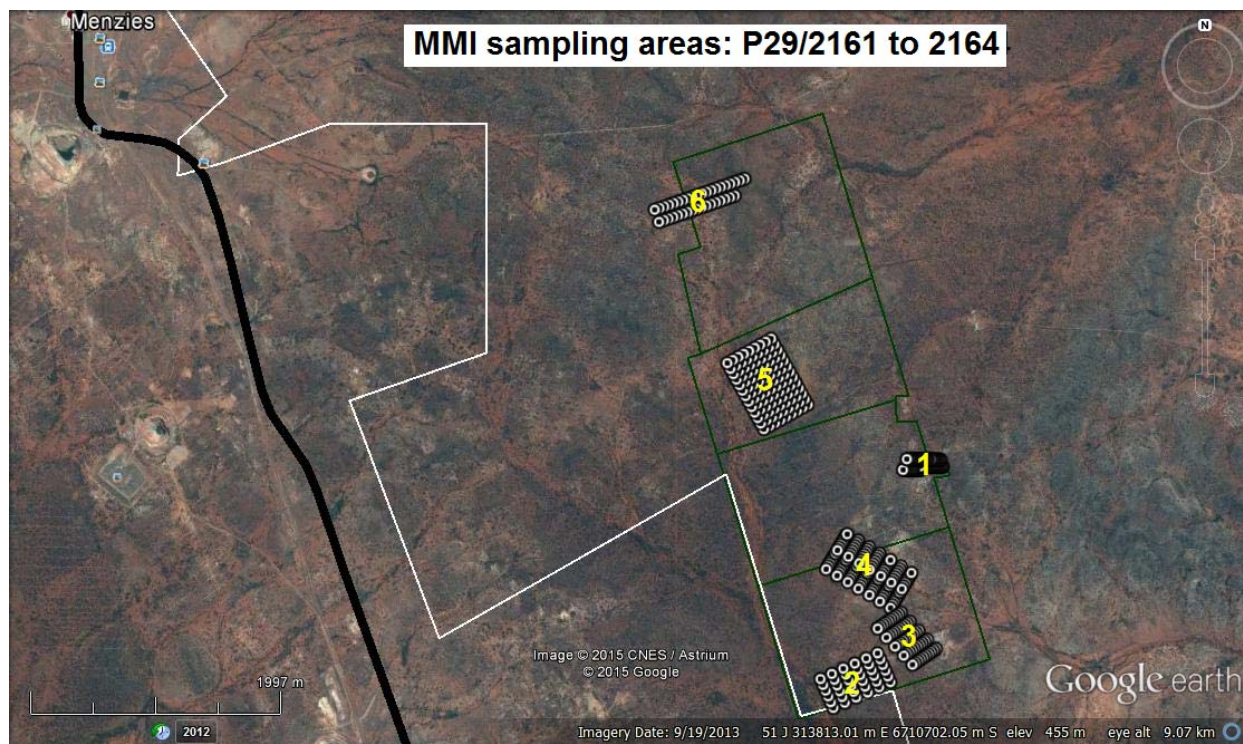 Menzies
MMI sampling areas: P29/2161 to 2164
N
6
5
1
4
3
2
Image © 2015 CNES / Astrium
© 2015 Google
Google earth
1997 m
2012
Imagery Date: 9/19/2013 51 J 313813.01 m E 6710702.05 m S elev 455 m eye alt 9.07 km